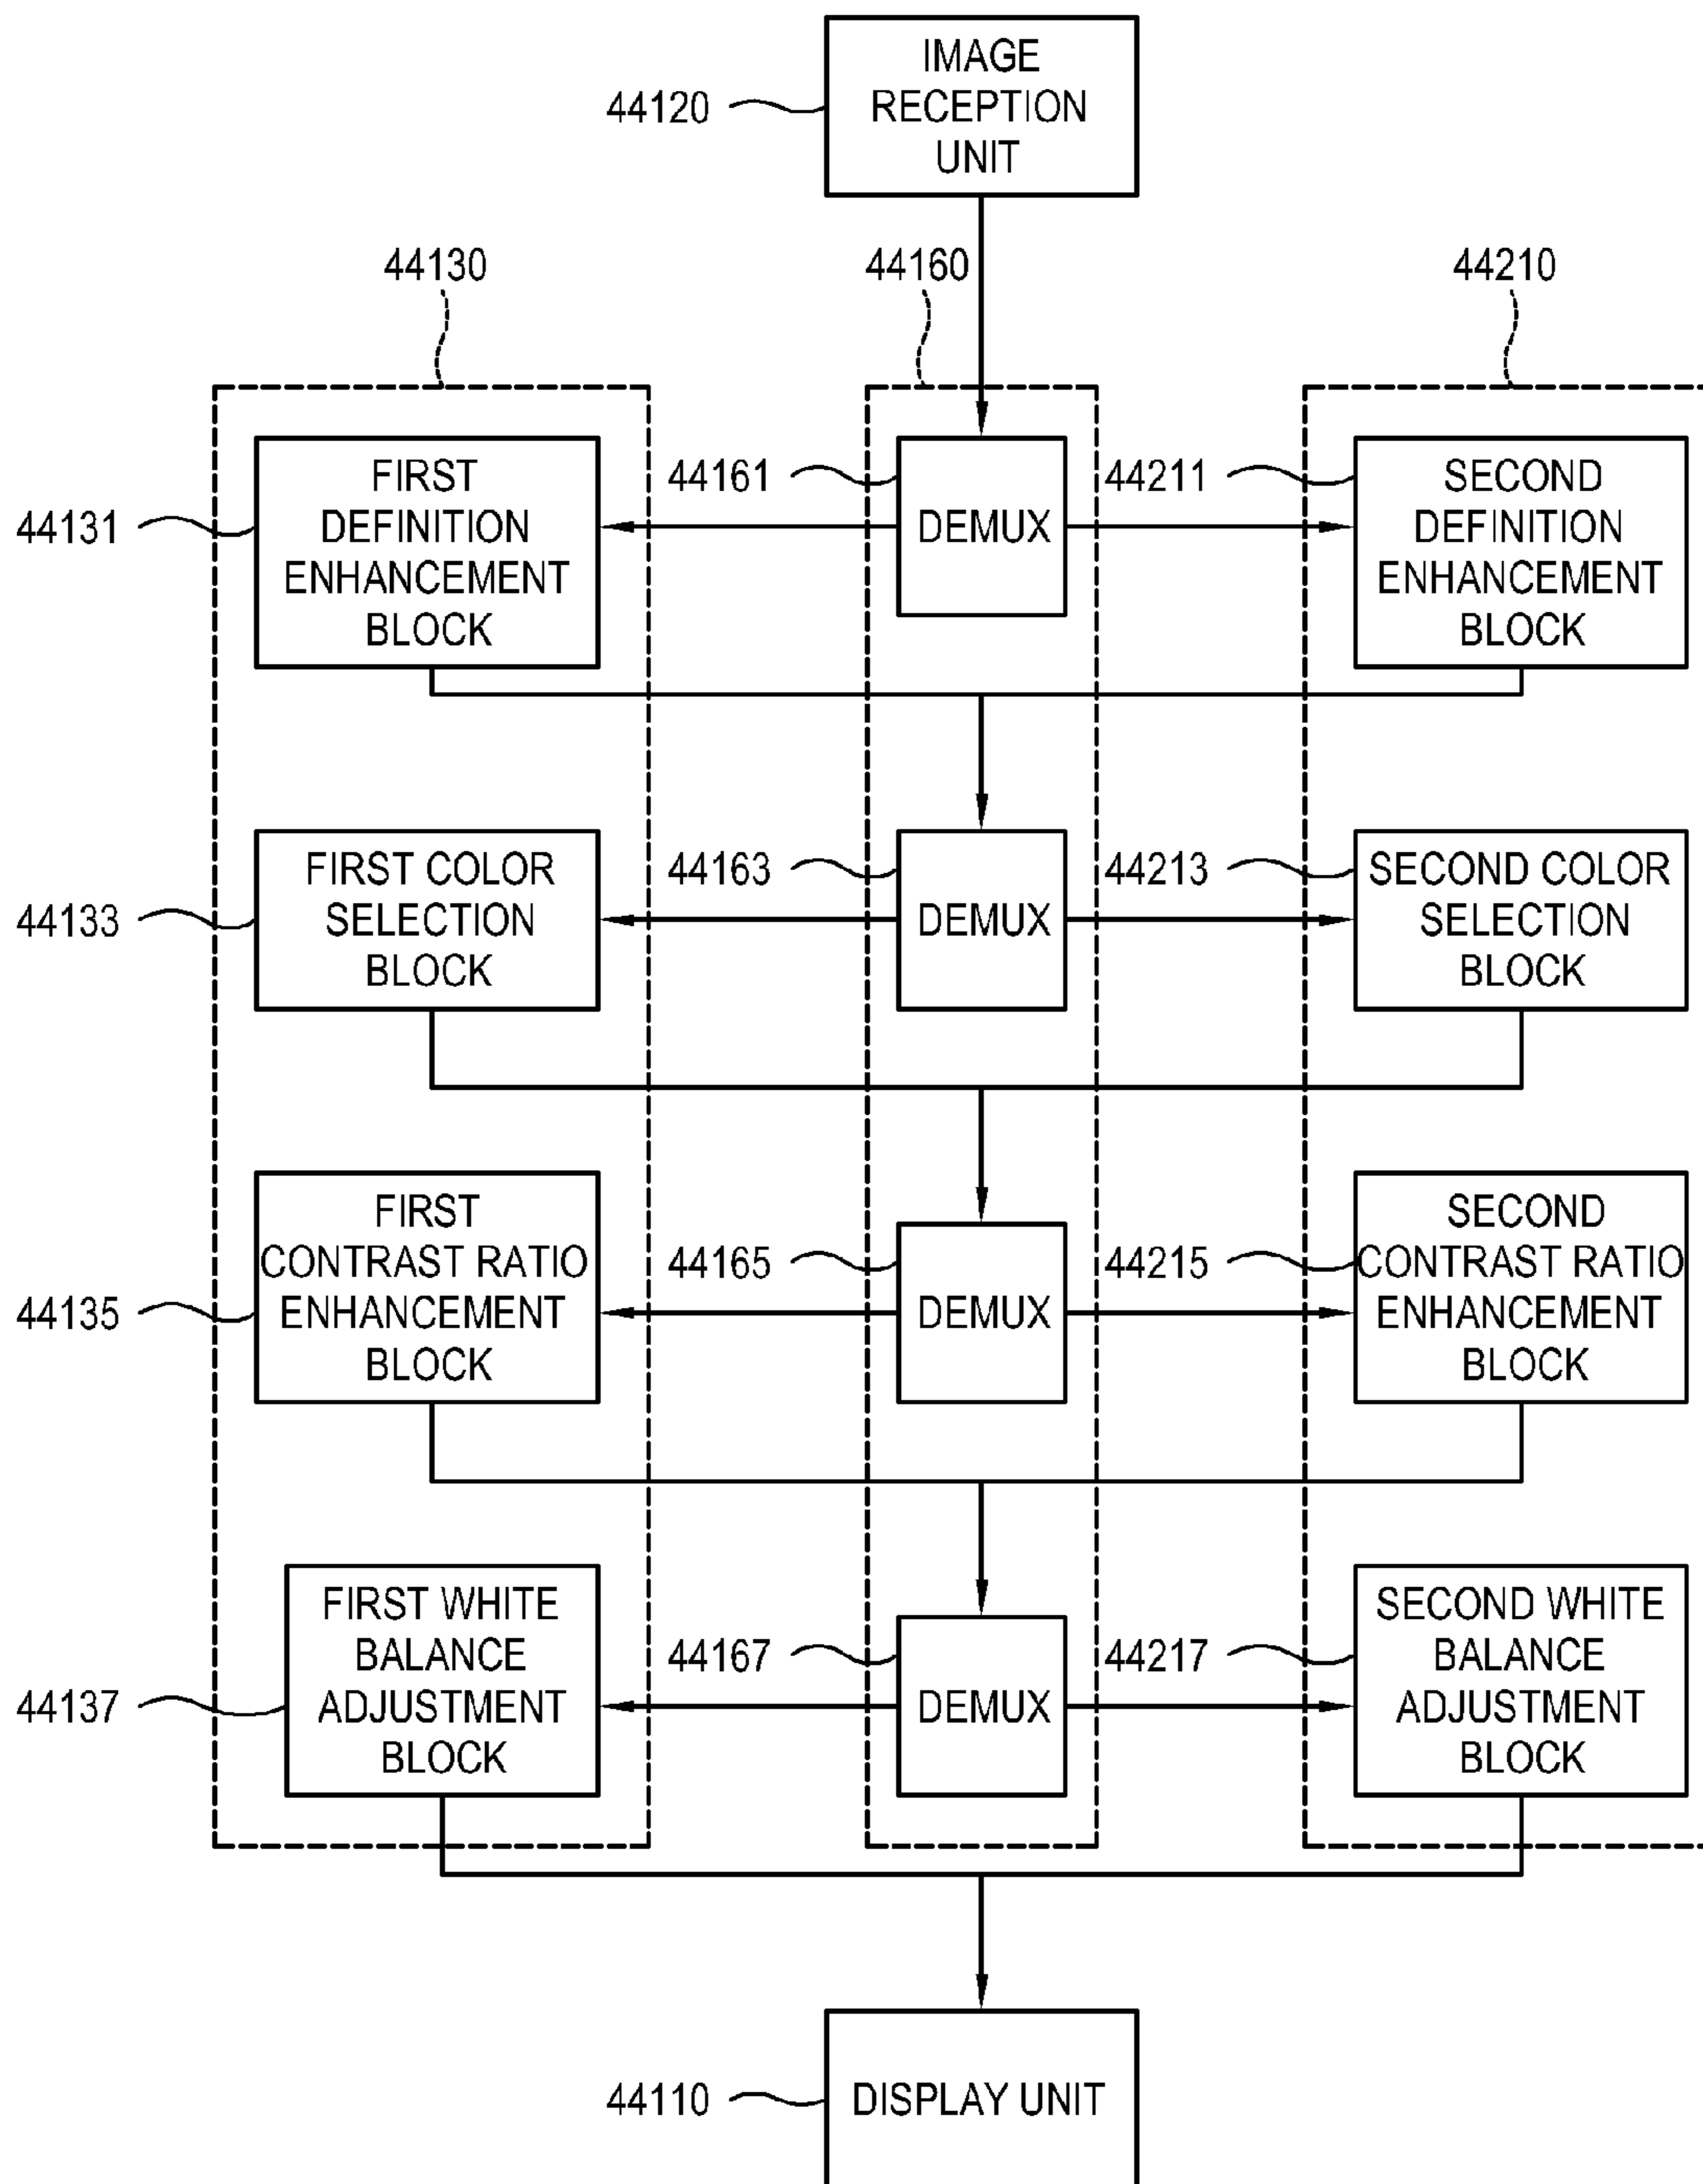 IMAGE
RECEPTION
UNIT
44120
44130
44160
44210
44131
FIRST
DEFINITION
ENHANCEMENT
BLOCK
44161
DEMUX
44211
SECOND
DEFINITION
ENHANCEMENT
BLOCK
44133
FIRST COLOR
SELECTION
BLOCK
44163
DEMUX
44213
SECOND COLOR
SELECTION
BLOCK
44135
FIRST
CONTRAST RATIO
ENHANCEMENT
BLOCK
44165
DEMUX
44215
SECOND
CONTRAST RATIO
ENHANCEMENT
BLOCK
44137
FIRST WHITE
BALANCE
ADJUSTMENT
BLOCK
44167
DEMUX
44217
SECOND WHITE
BALANCE
ADJUSTMENT
BLOCK
44110
DISPLAY UNIT